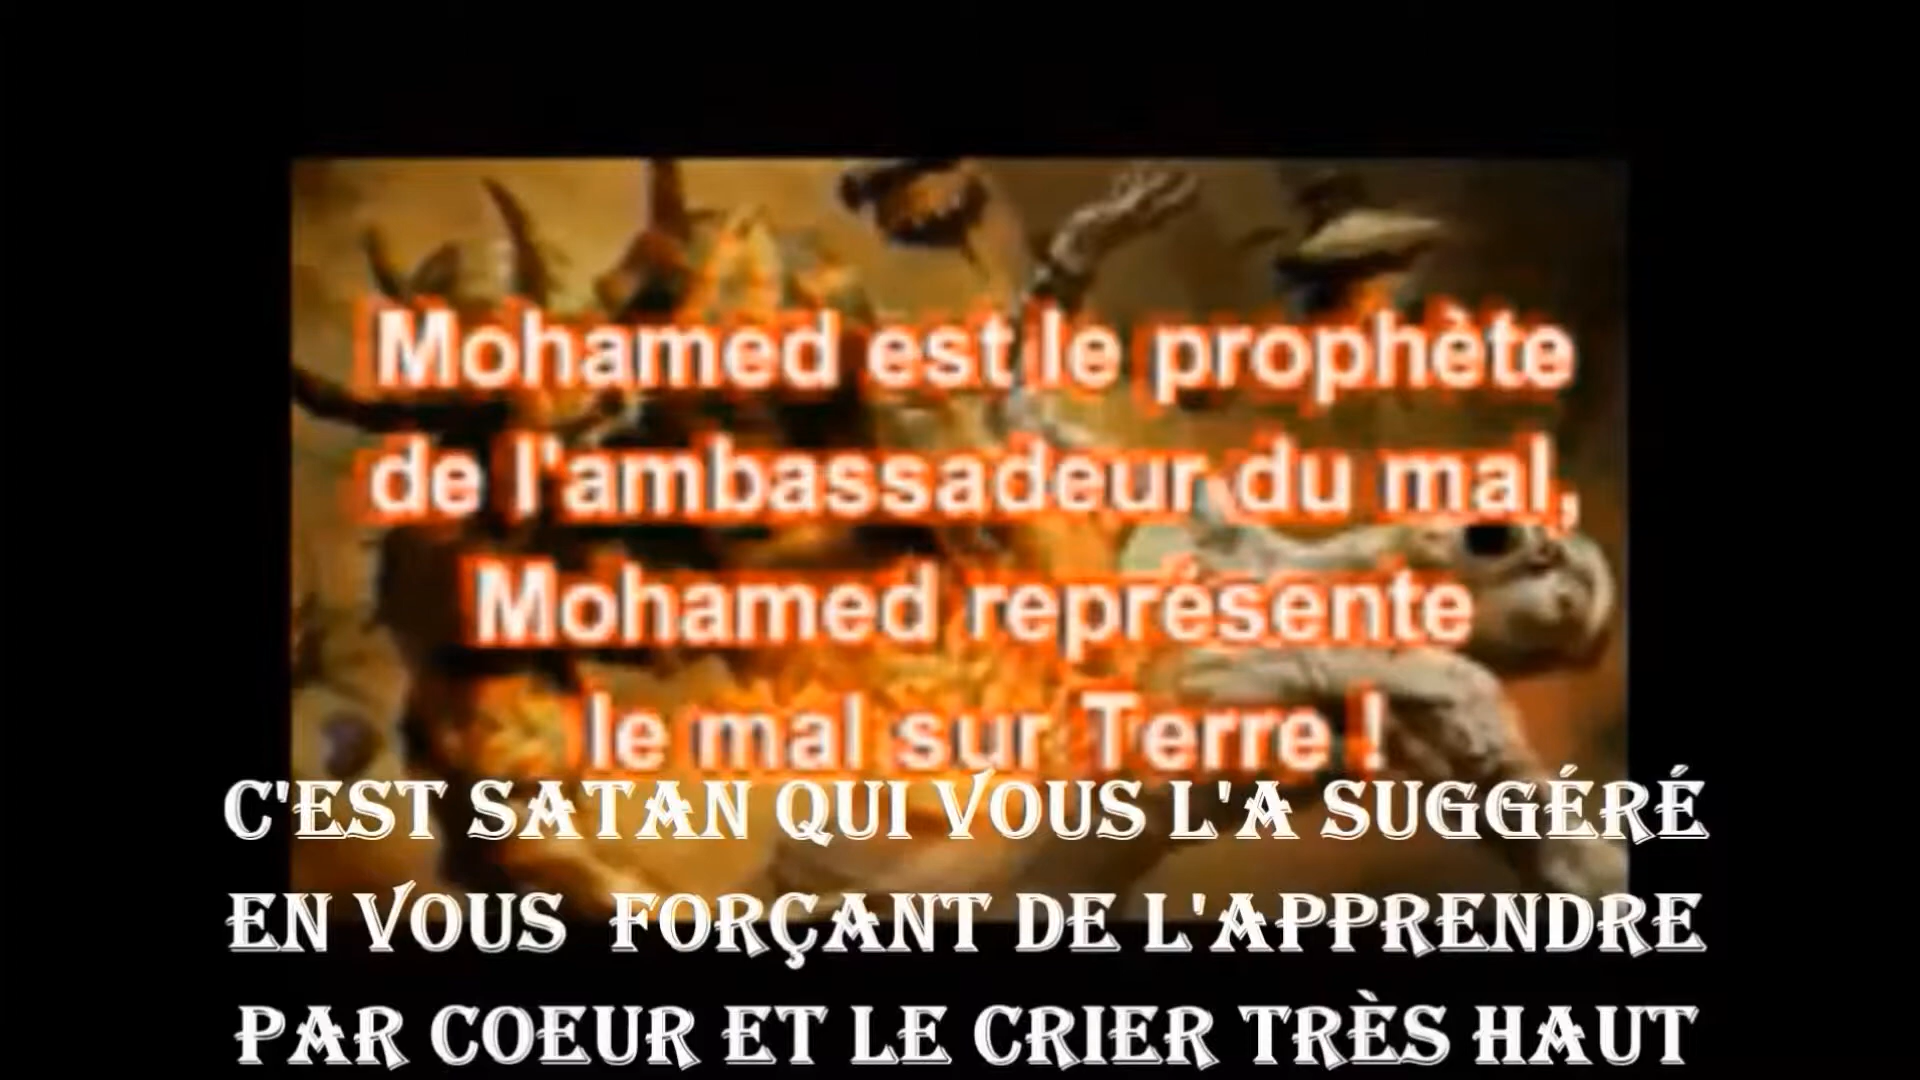 Mohamed est le prophète
de l'ambassadeur du mal,
Mohamed représente
le mal sur Terre !
C'EST SATAN QUI VOUS L'A SUGGÉRÉ
EN VOUS FORÇANT DE L'APPRENDRE
PAR COEUR ET LE CRIER TRÈS HAUT